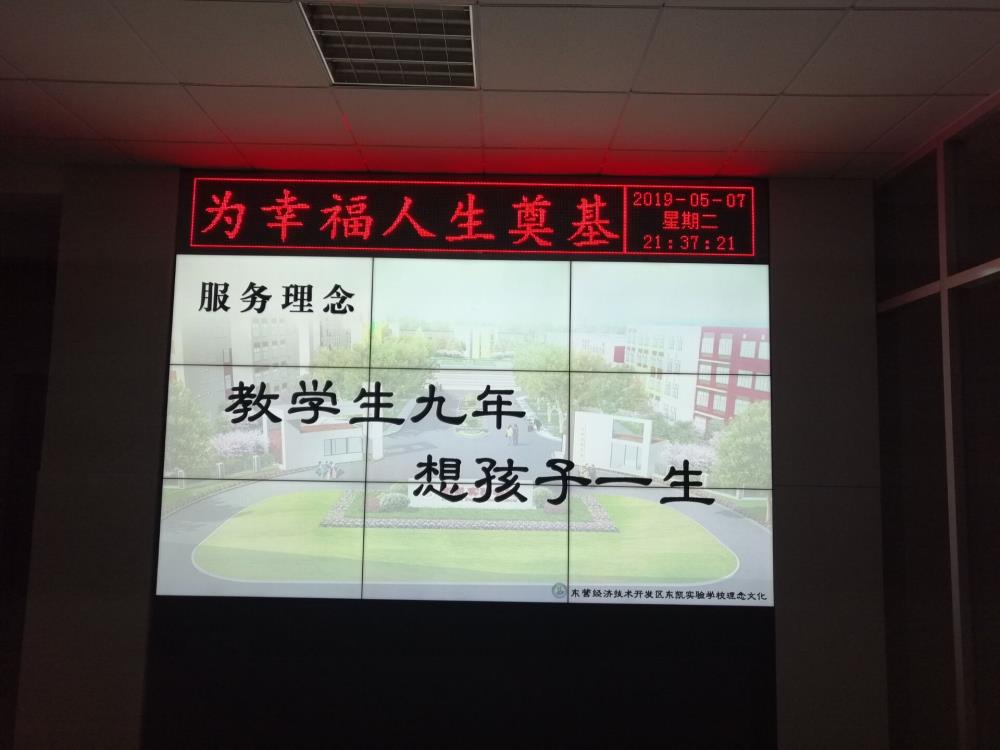 为幸福人生奠基
2019-05-07
星期二
21:37:21
服务理念
教学生九年
想孩子一生
东营经济技术开发区东凯实验学校理念文化